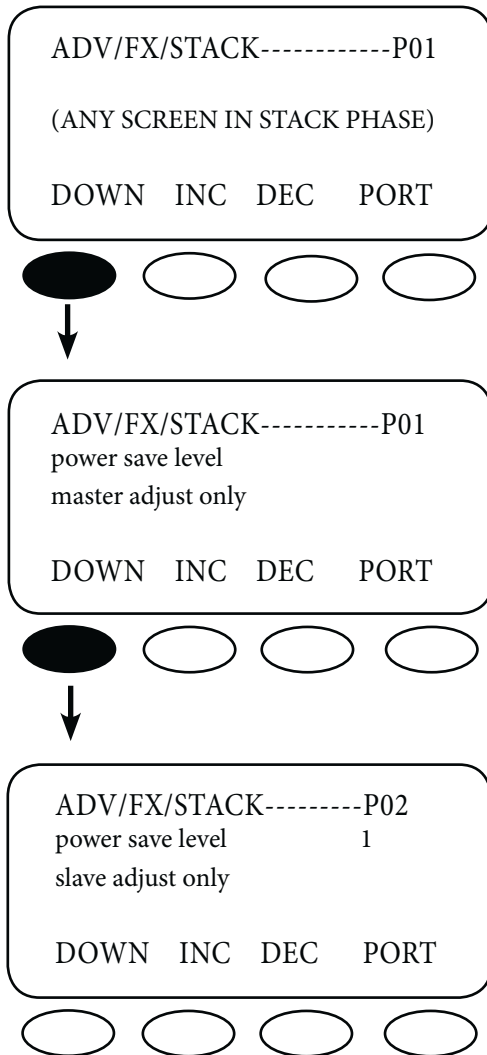 ADV/FX/STACK------------P01
(ANY SCREEN IN STACK PHASE)
DOWN INC DEC PORT
ADV/FX/STACK-----------P01
power save level
master adjust only
DOWN INC DEC PORT
ADV/FX/STACK---------P02
power save level 1
slave adjust only
DOWN INC DEC PORT